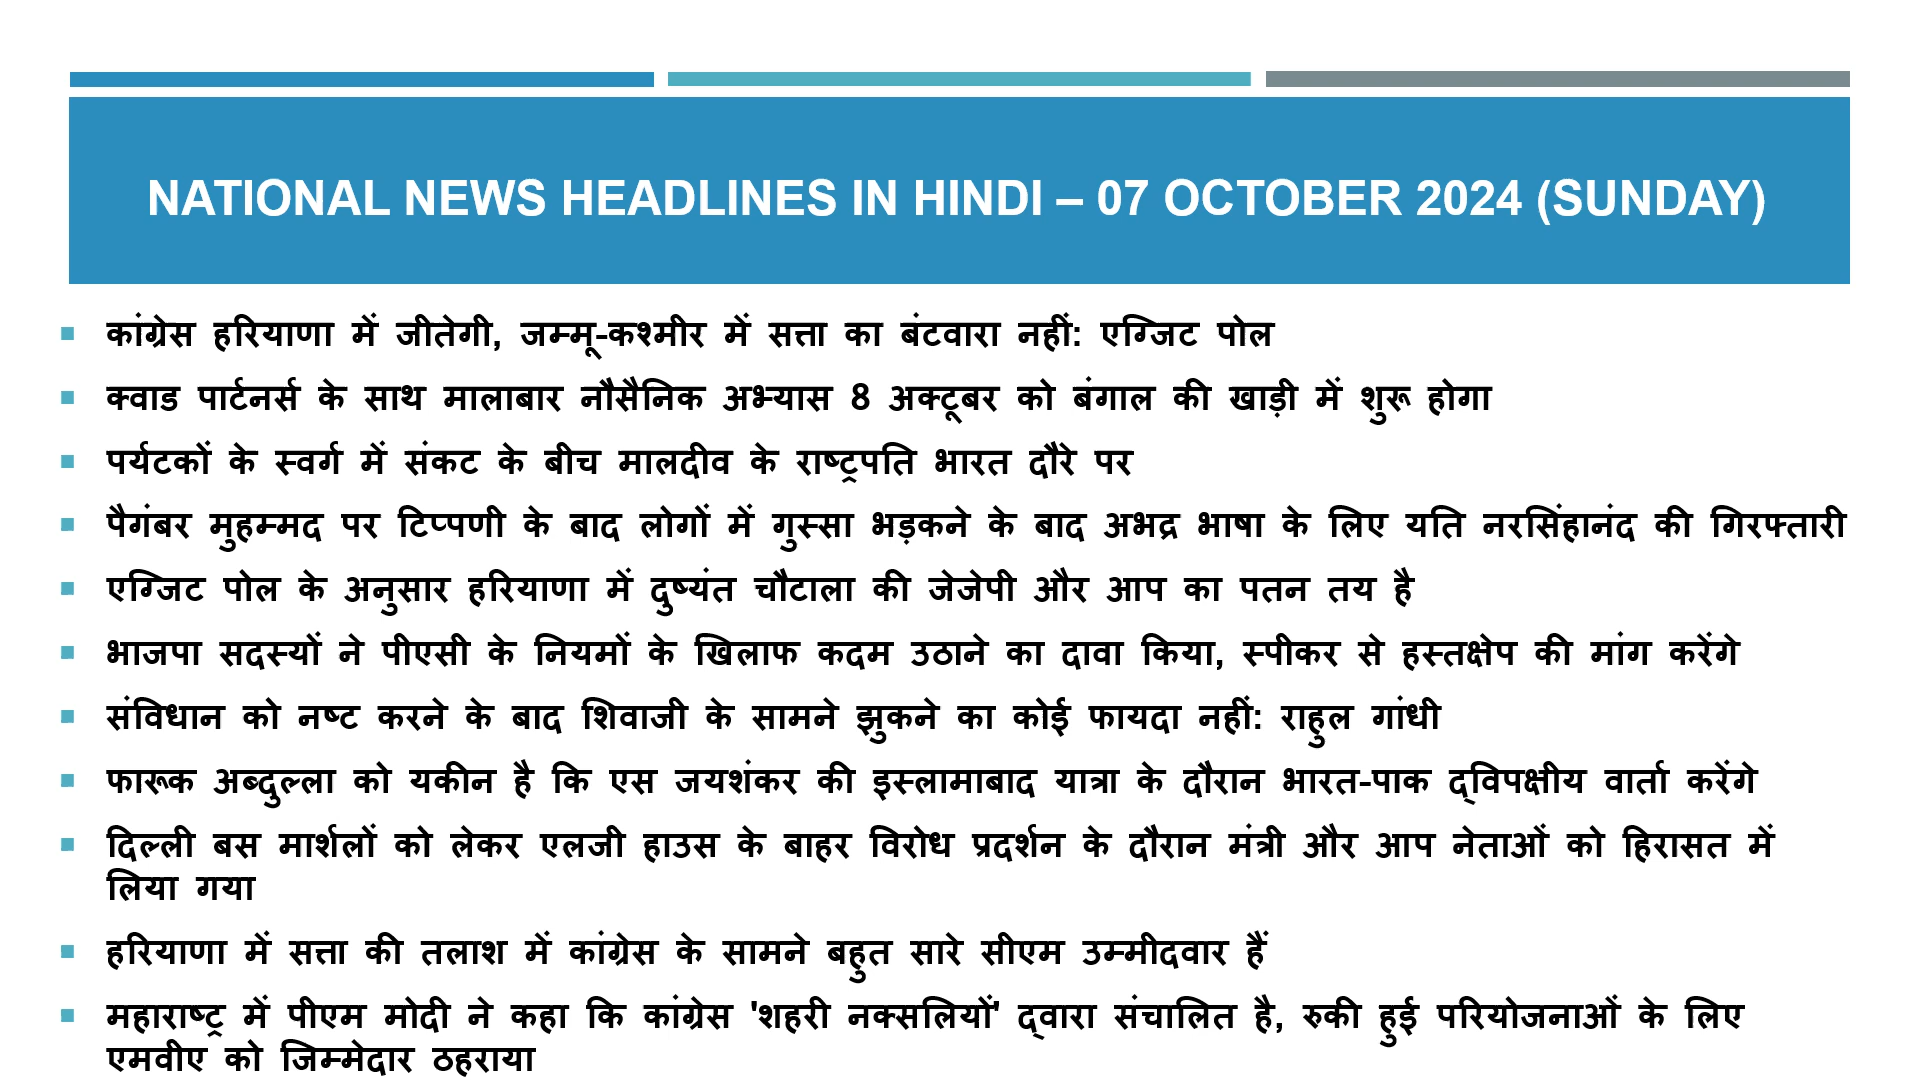 NATIONAL NEWS HEADLINES IN HINDI – 07 OCTOBER 2024 (SUNDAY)
कांग्रेस हरियाणा में जीतेगी, जम्मू-कश्मीर में सत्ता का बंटवारा नहीं: एग्जिट पोल
क्वाड पार्टनर्स के साथ मालाबार नौसैनिक अभ्यास 8 अक्टूबर को बंगाल की खाड़ी में शुरू होगा
पर्यटकों के स्वर्ग में संकट के बीच मालदीव के राष्ट्रपति भारत दौरे पर
पैगंबर मुहम्मद पर टिप्पणी के बाद लोगों में गुस्सा भड़कने के बाद अभद्र भाषा के लिए यति नरसिंहानंद की गिरफ्तारी
एग्जिट पोल के अनुसार हरियाणा में दुष्यंत चौटाला की जेजेपी और आप का पतन तय है
भाजपा सदस्यों ने पीएसी के नियमों के खिलाफ कदम उठाने का दावा किया, स्पीकर से हस्तक्षेप की मांग करेंगे
संविधान को नष्ट करने के बाद शिवाजी के सामने झुकने का कोई फायदा नहीं: राहुल गांधी
फारूक अब्दुल्ला को यकीन है कि एस जयशंकर की इस्लामाबाद यात्रा के दौरान भारत-पाक द्विपक्षीय वार्ता करेंगे
दिल्ली बस मार्शलों को लेकर एलजी हाउस के बाहर विरोध प्रदर्शन के दौरान मंत्री और आप नेताओं को हिरासत में
लिया गया
हरियाणा में सत्ता की तलाश में कांग्रेस के सामने बहुत सारे सीएम उम्मीदवार हैं
महाराष्ट्र में पीएम मोदी ने कहा कि कांग्रेस 'शहरी नक्सलियों' द्वारा संचालित है, रुकी हुई परियोजनाओं के लिए
एमवीए को जिम्मेदार ठहराया